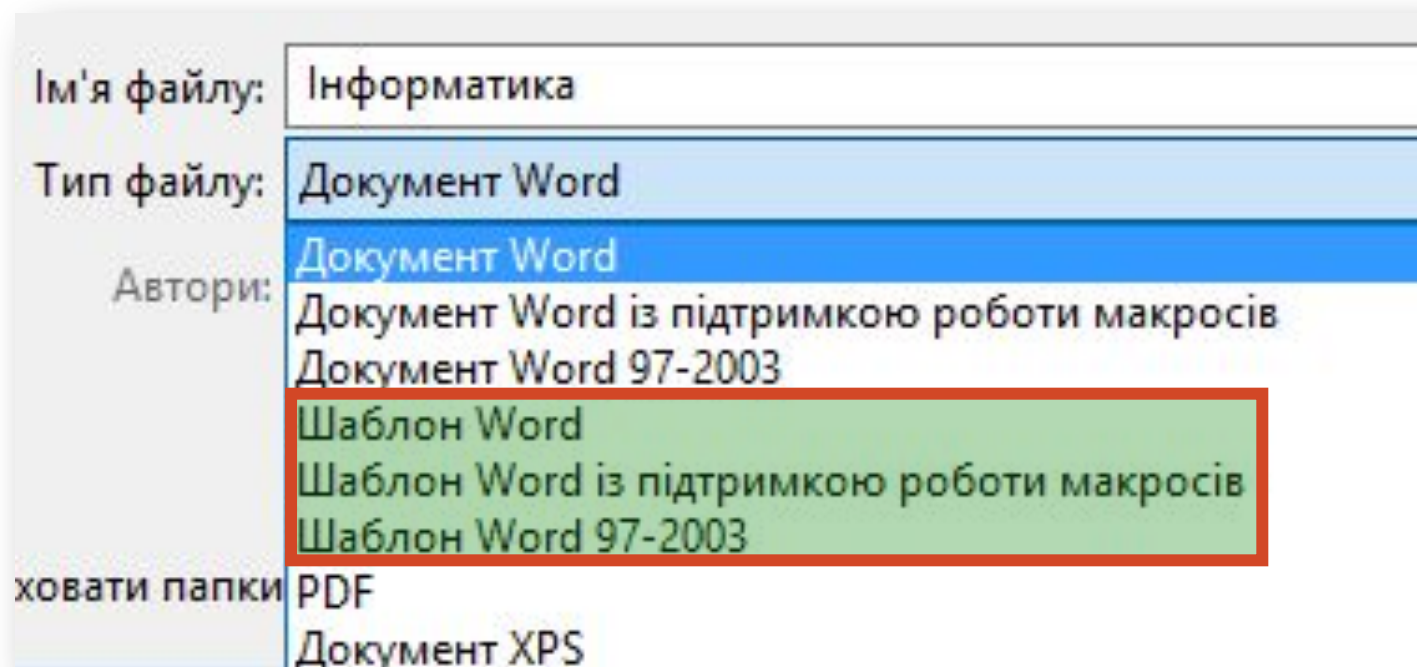 Ім'я файлу: Інформатика
Тип файлу: Документ Word
Документ Word
Автори:
Документ Word із підтримкою роботи макросів
Документ Word 97-2003
Шаблон Word
Шаблон Word із підтримкою роботи макросів
Шаблон Word 97-2003
ховати папки
PDF
Документ XPS